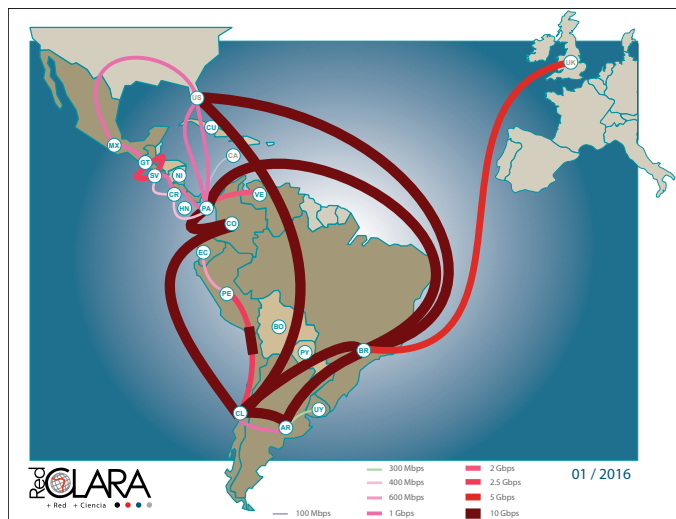 UK
US
CU
MX
CA
GT
SV
NI
CR
VE
HN
PA
CO
EC
PE
BO
PY
BR
CL
AR
UY
Red
CLARA
+ Red + Ciencia
100 Mbps
300 Mbps
400 Mbps
600 Mbps
1 Gbps
2 Gbps
2.5 Gbps
5 Gbps
10 Gbps
01 / 2016